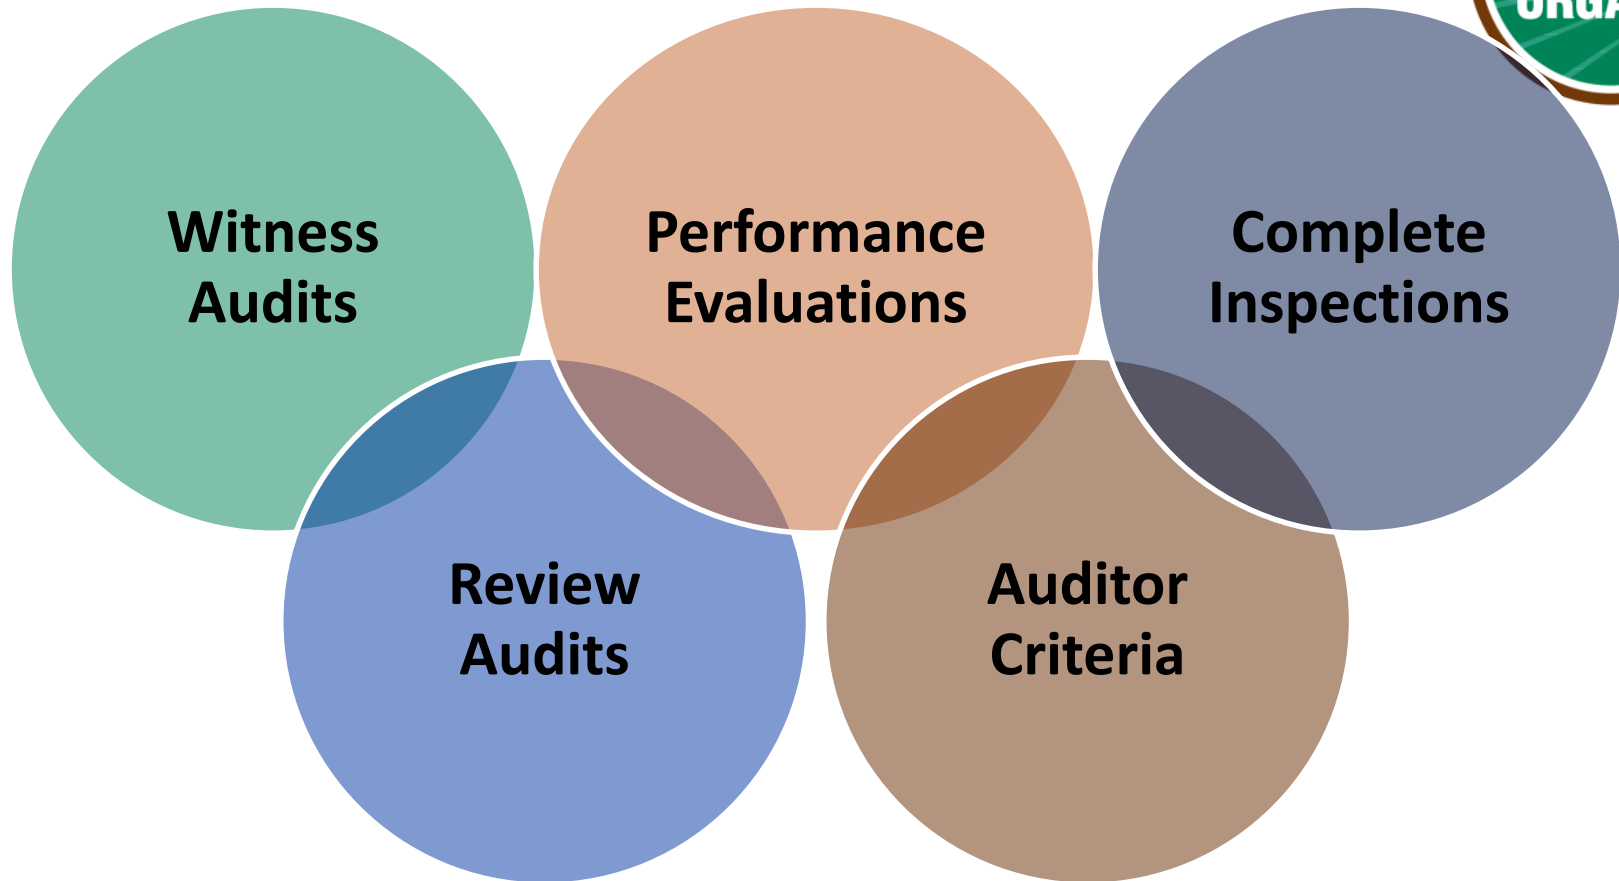 Witness
Audits
Performance
Evaluations
Complete
Inspections
Review
Audits
Auditor
Criteria